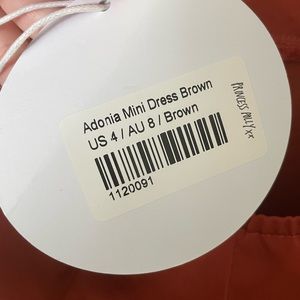 Adonia Mini Dress Brown
US 4 / AU 8 / Brown
1120091
PRINCESS POLLY xx